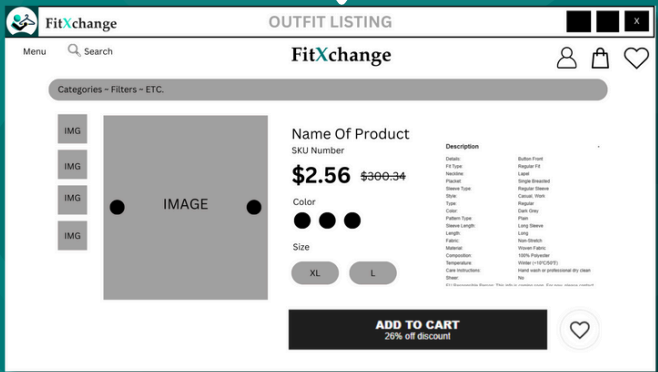 FitXchange
OUTFIT LISTING
X
Menu
Search
FitXchange
Categories ~ Filters ~ ETC.
IMG
IMG
IMG
IMG
IMAGE
Name Of Product
SKU Number
$2.56 $300.34
Color
Size
XL L
Description
Details: Button Front
Fit Type: Regular Fit
Neckline: Lapel
Placket: Single Breasted
Sleeve Type: Regular Sleeve
Style: Casual, Work
Type: Regular
Color: Dark Grey
Pattern Type: Plain
Sleeve Length: Long Sleeve
Length: Long
Fabric: Non-Stretch
Material: Woven Fabric
Composition: 100% Polyester
Temperature: Winter (<10°C/50°F)
Care Instructions: Hand wash or professional dry clean
Sheer: No
ADD TO CART
26% off discount